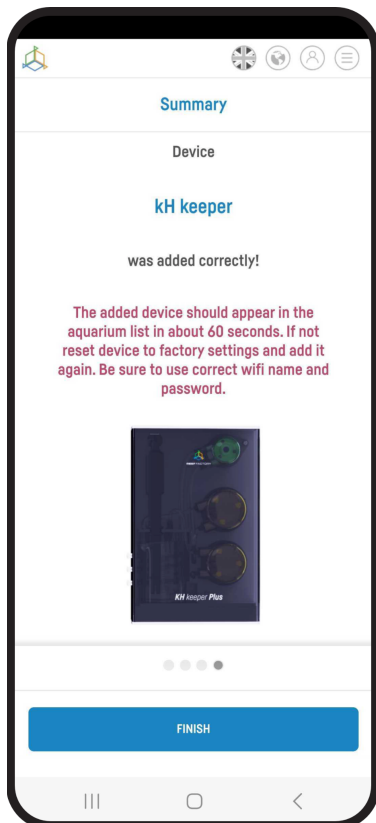 Summary
Device
kH keeper
was added correctly!
The added device should appear in the
aquarium list in about 60 seconds. If not
reset device to factory settings and add it
again. Be sure to use correct wifi name and
password.
REEF FACTORY
KH keeper Plus
FINISH